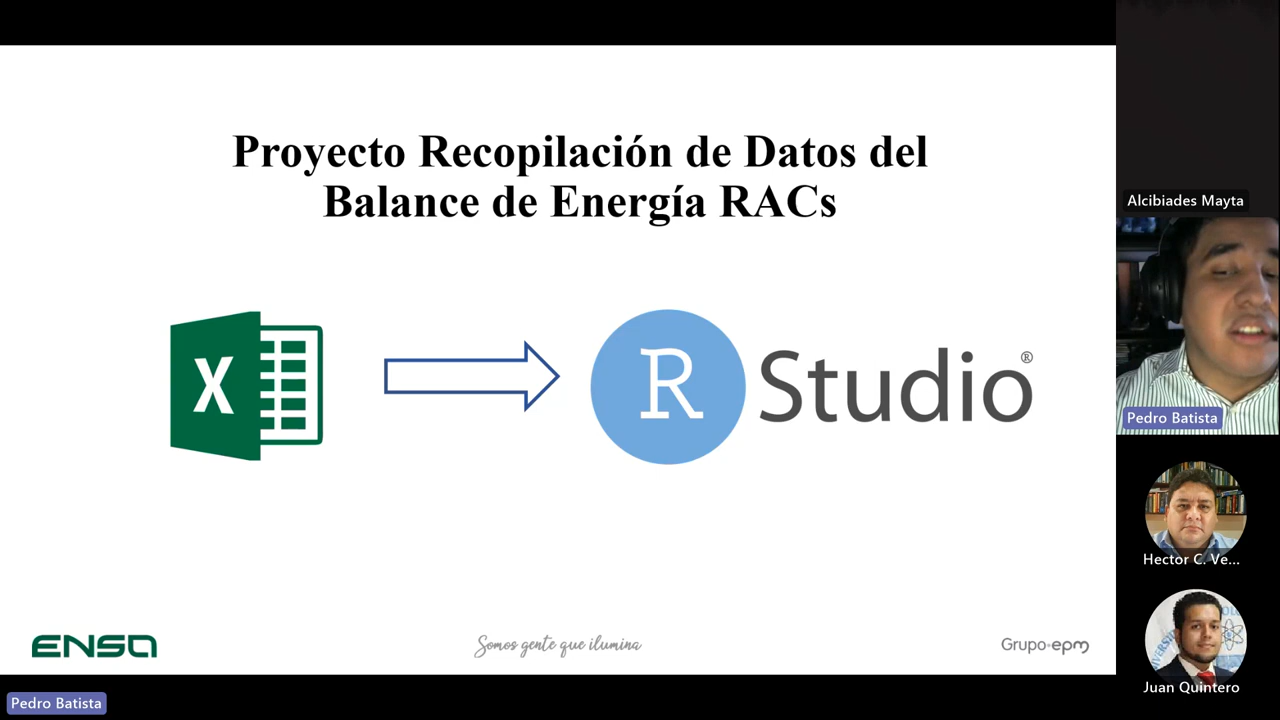 Proyecto Recopilación de Datos del
Balance de Energía RACs
X
R Studio®
ENSA
Somos gente que ilumina
Grupo·epm
Alcibiades Mayta
Pedro Batista
Hector C. Ve...
Juan Quintero
Pedro Batista